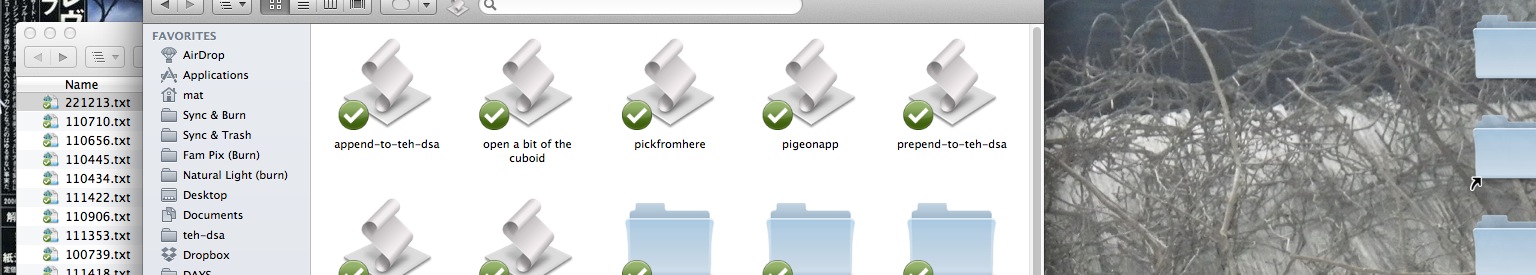 Name
221213.txt
110710.txt
110656.txt
110445.txt
110434.txt
111422.txt
110906.txt
111353.txt
100739.txt
111418.txt
FAVORITES
AirDrop
Applications
mat
Sync & Burn
Sync & Trash
Fam Pix (Burn)
Natural Light (burn)
Desktop
Documents
teh-dsa
Dropbox
DAYS
append-to-teh-dsa
open a bit of the
cuboid
pickfromhere
pigeonapp
prepend-to-teh-dsa